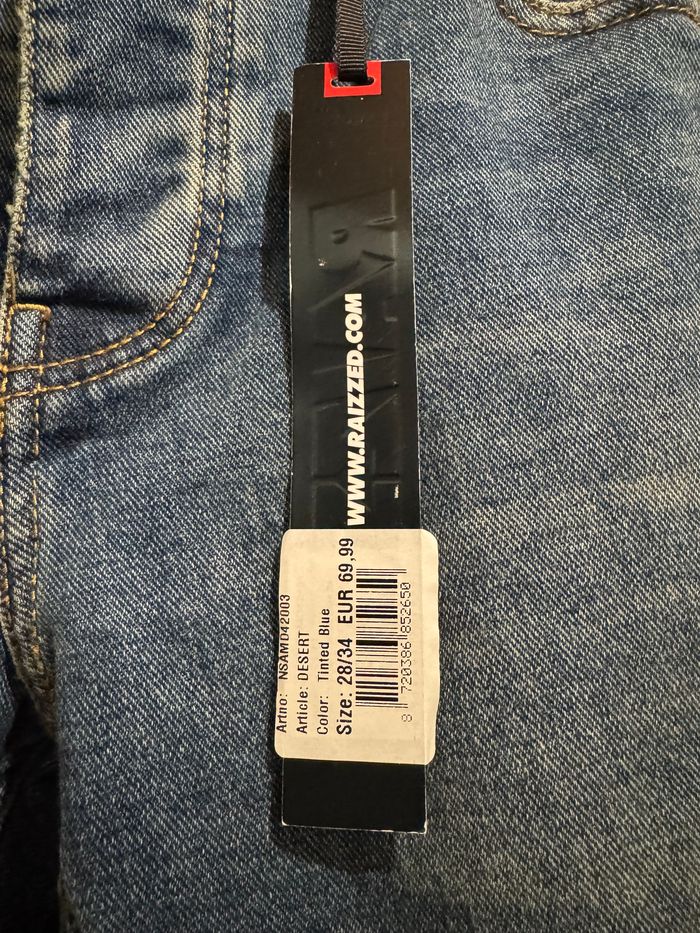 WWW.RAIZZED.COM
Artno: NSAMD42003
Article: DESERT
Color: Tinted Blue
Size: 28/34 EUR 69,99
8 720386 852650